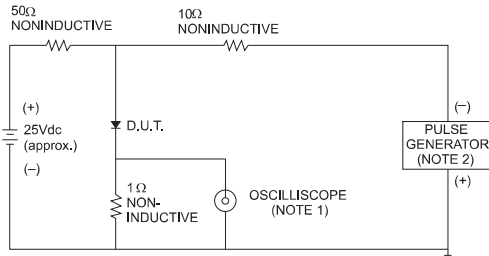 50Ω
NONINDUCTIVE
10Ω
NONINDUCTIVE
(+)
25Vdc
(approx.)
(–)
D.U.T.
1Ω
NON-
INDUCTIVE
OSCILLISCOPE
(NOTE 1)
(–)
PULSE
GENERATOR
(NOTE 2)
(+)